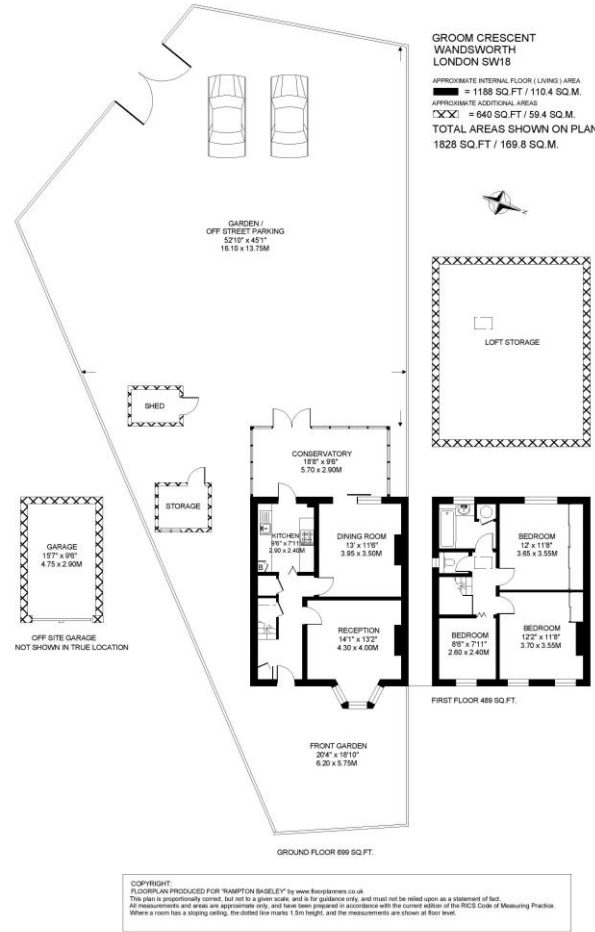 GROOM CRESCENT
WANDSWORTH
LONDON SW18
APPROXIMATE INTERNAL FLOOR ( LIVING ) AREA
= 1188 SQ.FT / 110.4 SQ.M.
APPROXIMATE ADDITIONAL AREAS
= 640 SQ.FT / 59.4 SQ.M.
TOTAL AREAS SHOWN ON PLAN
1828 SQ.FT / 169.8 SQ.M.
N
GARDEN /
OFF STREET PARKING
52'10" x 45'1"
16.10 x 13.75M
LOFT STORAGE
SHED
STORAGE
CONSERVATORY
18'8" x 9'6"
5.70 x 2.90M
GARAGE
15'7" x 9'6"
4.75 x 2.90M
OFF SITE GARAGE
NOT SHOWN IN TRUE LOCATION
KITCHEN
9'6" x 7'11"
2.90 x 2.40M
B
DINING ROOM
13' x 11'6"
3.95 x 3.50M
RECEPTION
14'1" x 13'2"
4.30 x 4.00M
BEDROOM
12' x 11'8"
3.65 x 3.55M
BEDROOM
8'6" x 7'11"
2.60 x 2.40M
BEDROOM
12'2" x 11'8"
3.70 x 3.55M
FIRST FLOOR 489 SQ.FT.
FRONT GARDEN
20'4" x 18'10"
6.20 x 5.75M
GROUND FLOOR 699 SQ.FT.
COPYRIGHT:
FLOORPLAN PRODUCED FOR "RAMPTON BASELEY" by www.floorplanners.co.uk
This plan is proportionally correct, but not to a given scale, and is for guidance only, and must not be relied upon as a statement of fact.
All measurements and areas are approximate only, and have been prepared in accordance with the current edition of the RICS Code of Measuring Practice.
Where a room has a sloping ceiling, the dotted line marks 1.5m height, and the measurements are shown at floor level.